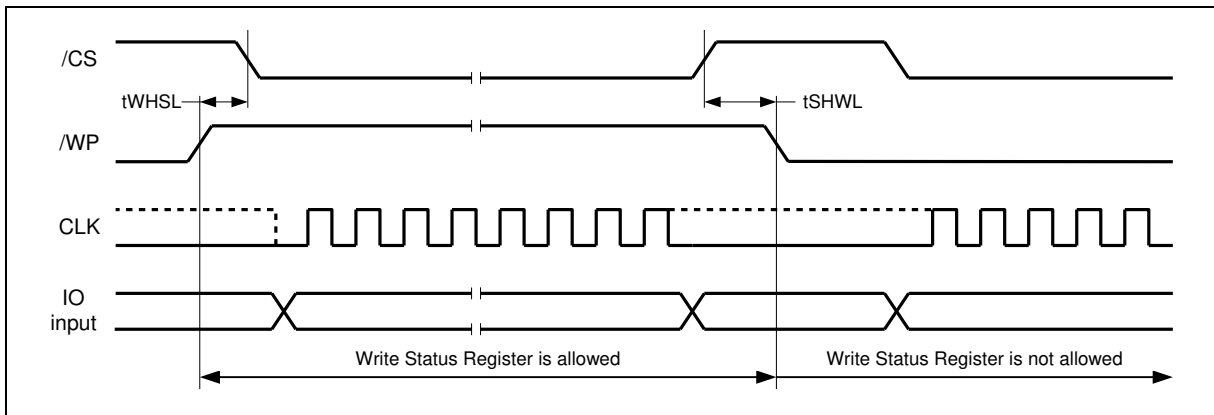 /CS
tWHSL
tSHWL
/WP
CLK
IO
input
Write Status Register is allowed
Write Status Register is not allowed